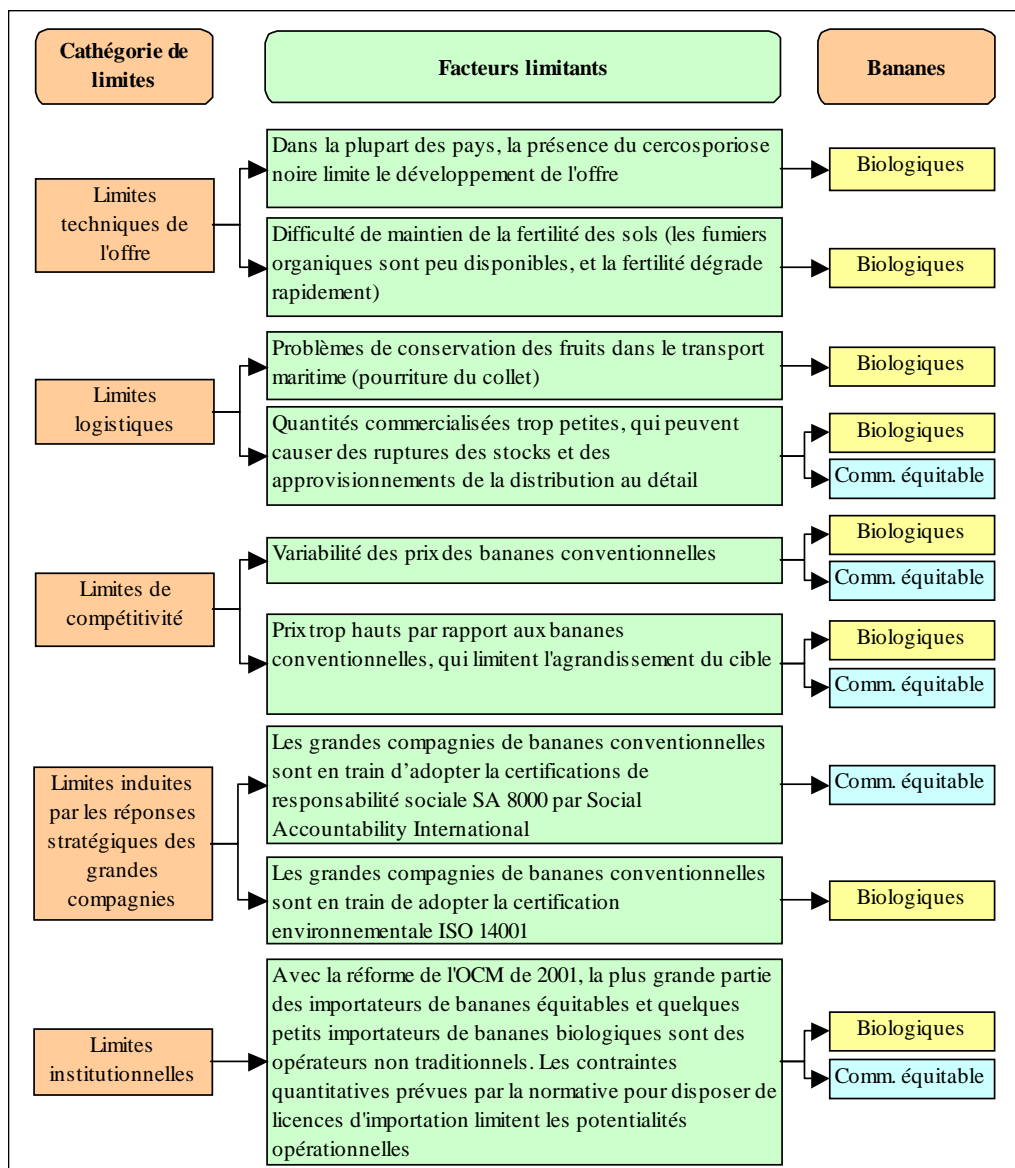 Cathégorie de
limites
Facteurs limitants
Bananes
Limites
techniques de
l'offre
Dans la plupart des pays, la présence du cercosporiose
noire limite le développement de l'offre
Biologiques
Difficulté de maintien de la fertilité des sols (les fumiers
organiques sont peu disponibles, et la fertilité dégrade
rapidement)
Biologiques
Limites
logistiques
Problèmes de conservation des fruits dans le transport
maritime (pourriture du collet)
Biologiques
Quantités commercialisées trop petites, qui peuvent
causer des ruptures des stocks et des
approvisionnements de la distribution au détail
Biologiques
Comm. équitable
Limites de
compétitivité
Variabilité des prix des bananes conventionnelles
Biologiques
Comm. équitable
Prix trop hauts par rapport aux bananes
conventionnelles, qui limitent l'agrandissement du cible
Biologiques
Comm. équitable
Limites induites
par les réponses
stratégiques des
grandes
compagnies
Les grandes compagnies de bananes conventionnelles
sont en train d’adopter la certifications de
responsabilité sociale SA 8000 par Social
Accountability International
Comm. équitable
Les grandes compagnies de bananes conventionnelles
sont en train de adopter la certification
environnementale ISO 14001
Biologiques
Limites
institutionnelles
Avec la réforme de l'OCM de 2001, la plus grande partie
des importateurs de bananes équitables et quelques
petits importateurs de bananes biologiques sont des
opérateurs non traditionnels. Les contraintes
quantitatives prévues par la normative pour disposer de
licences d'importation limitent les potentialités
opérationnelles
Biologiques
Comm. équitable